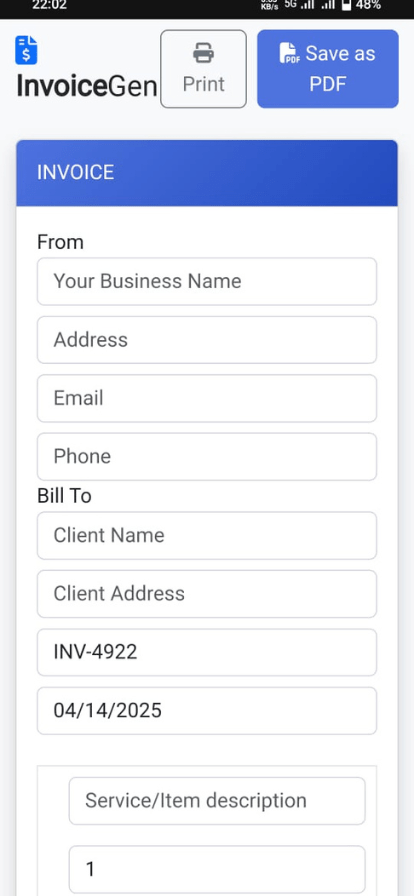 22:02
KB/s 5G 48%
InvoiceGen
Print
PDF Save as
PDF
INVOICE
From
Your Business Name
Address
Email
Phone
Bill To
Client Name
Client Address
INV-4922
04/14/2025
Service/Item description
1